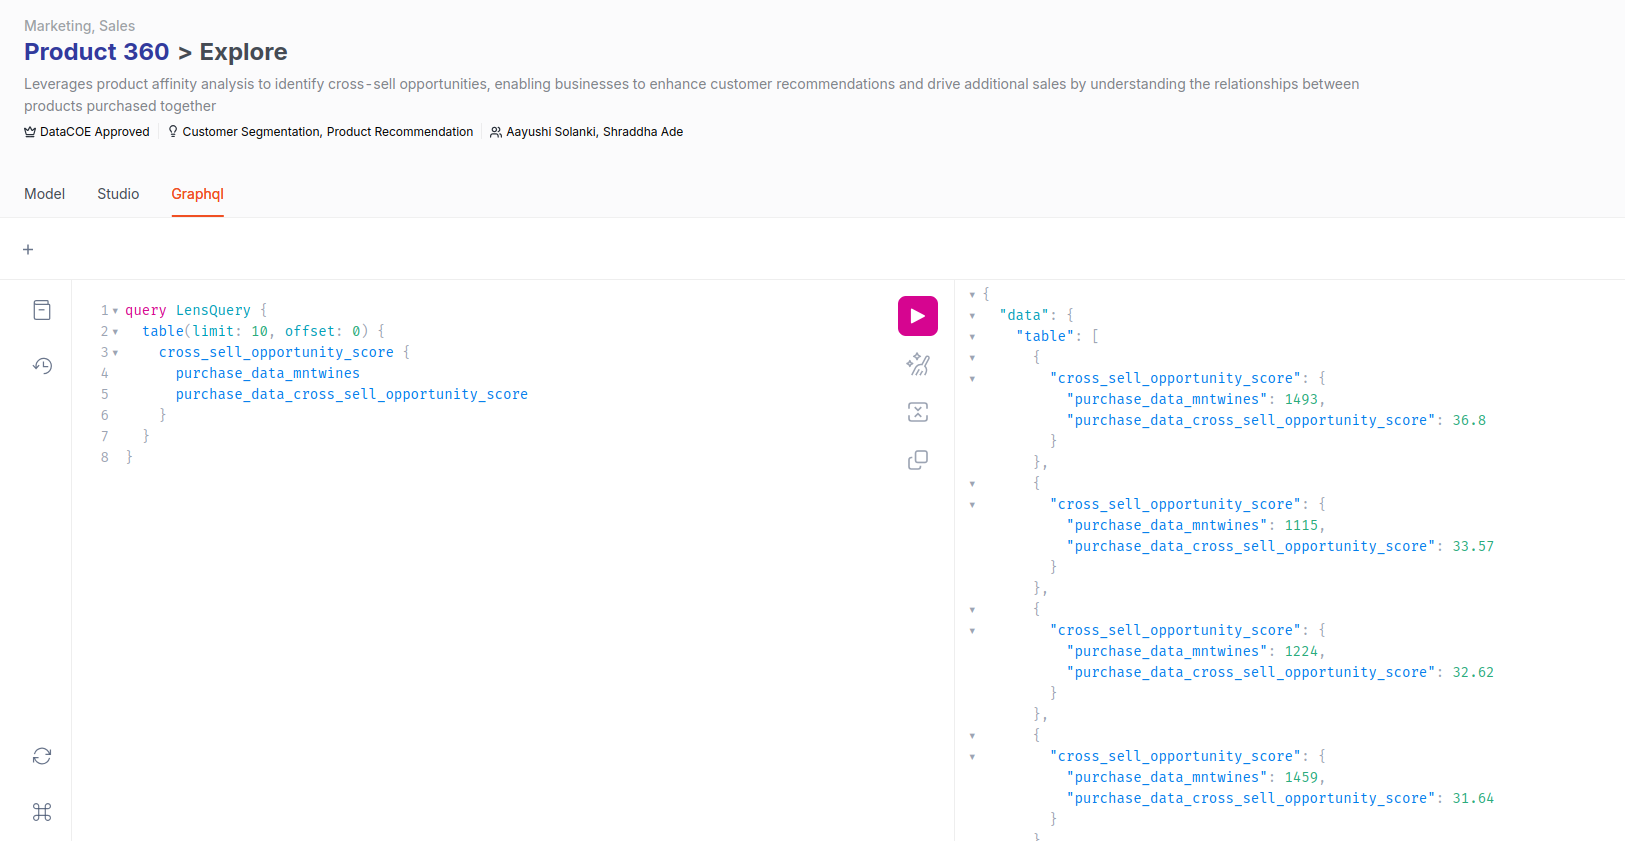 Marketing, Sales
Product 360 > Explore
Leverages product affinity analysis to identify cross-sell opportunities, enabling businesses to enhance customer recommendations and drive additional sales by understanding the relationships between
products purchased together
DataCOE Approved Customer Segmentation, Product Recommendation Aayushi Solanki, Shraddha Ade
Model Studio Graphql
+
1 query LensQuery {
2 table(limit: 10, offset: 0) {
3 cross_sell_opportunity_score {
4 purchase_data_mntwines
5 purchase_data_cross_sell_opportunity_score
6 }
7 }
8 }
{
"data": {
"table": [
{
"cross_sell_opportunity_score": {
"purchase_data_mntwines": 1493,
"purchase_data_cross_sell_opportunity_score": 36.8
}
},
{
"cross_sell_opportunity_score": {
"purchase_data_mntwines": 1115,
"purchase_data_cross_sell_opportunity_score": 33.57
}
},
{
"cross_sell_opportunity_score": {
"purchase_data_mntwines": 1224,
"purchase_data_cross_sell_opportunity_score": 32.62
}
},
{
"cross_sell_opportunity_score": {
"purchase_data_mntwines": 1459,
"purchase_data_cross_sell_opportunity_score": 31.64
}
}